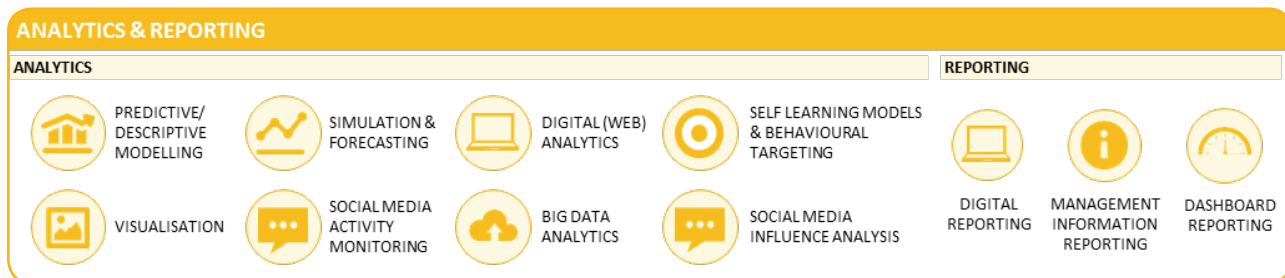 ANALYTICS & REPORTING
ANALYTICS
PREDICTIVE/
DESCRIPTIVE
MODELLING
SIMULATION &
FORECASTING
DIGITAL (WEB)
ANALYTICS
SELF LEARNING MODELS
& BEHAVIOURAL
TARGETING
VISUALISATION
SOCIAL MEDIA
ACTIVITY
MONITORING
BIG DATA
ANALYTICS
SOCIAL MEDIA
INFLUENCE ANALYSIS
REPORTING
DIGITAL
REPORTING
MANAGEMENT
INFORMATION
REPORTING
DASHBOARD
REPORTING